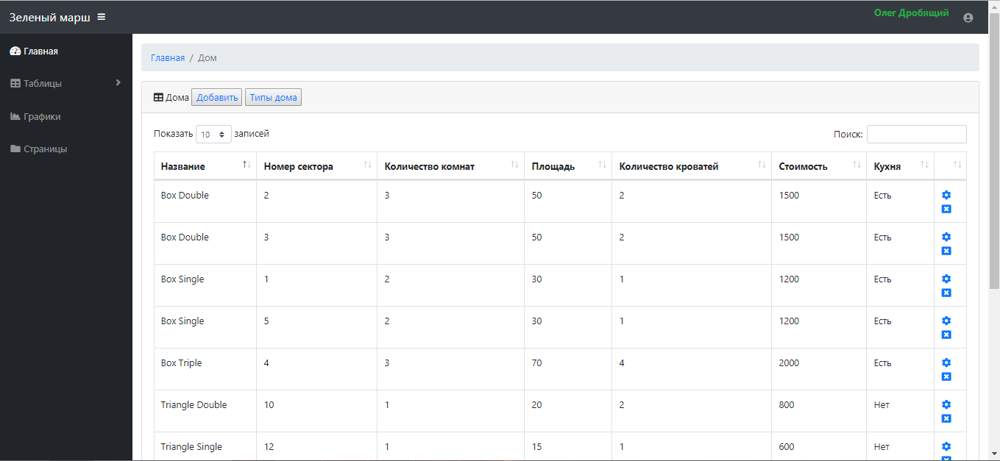 Зеленый марш
Олег Дробящий
Главная
Таблицы
Графики
Страницы
Главная / Дом
Дома Добавить Типы дома
Показать 10 записей
Поиск:
Название Номер сектора Количество комнат Площадь Количество кроватей Стоимость Кухня
Box Double 2 3 50 2 1500 Есть
Box Double 3 3 50 2 1500 Есть
Box Single 1 2 30 1 1200 Есть
Box Single 5 2 30 1 1200 Есть
Box Triple 4 3 70 4 2000 Есть
Triangle Double 10 1 20 2 800 Нет
Triangle Single 12 1 15 1 600 Нет